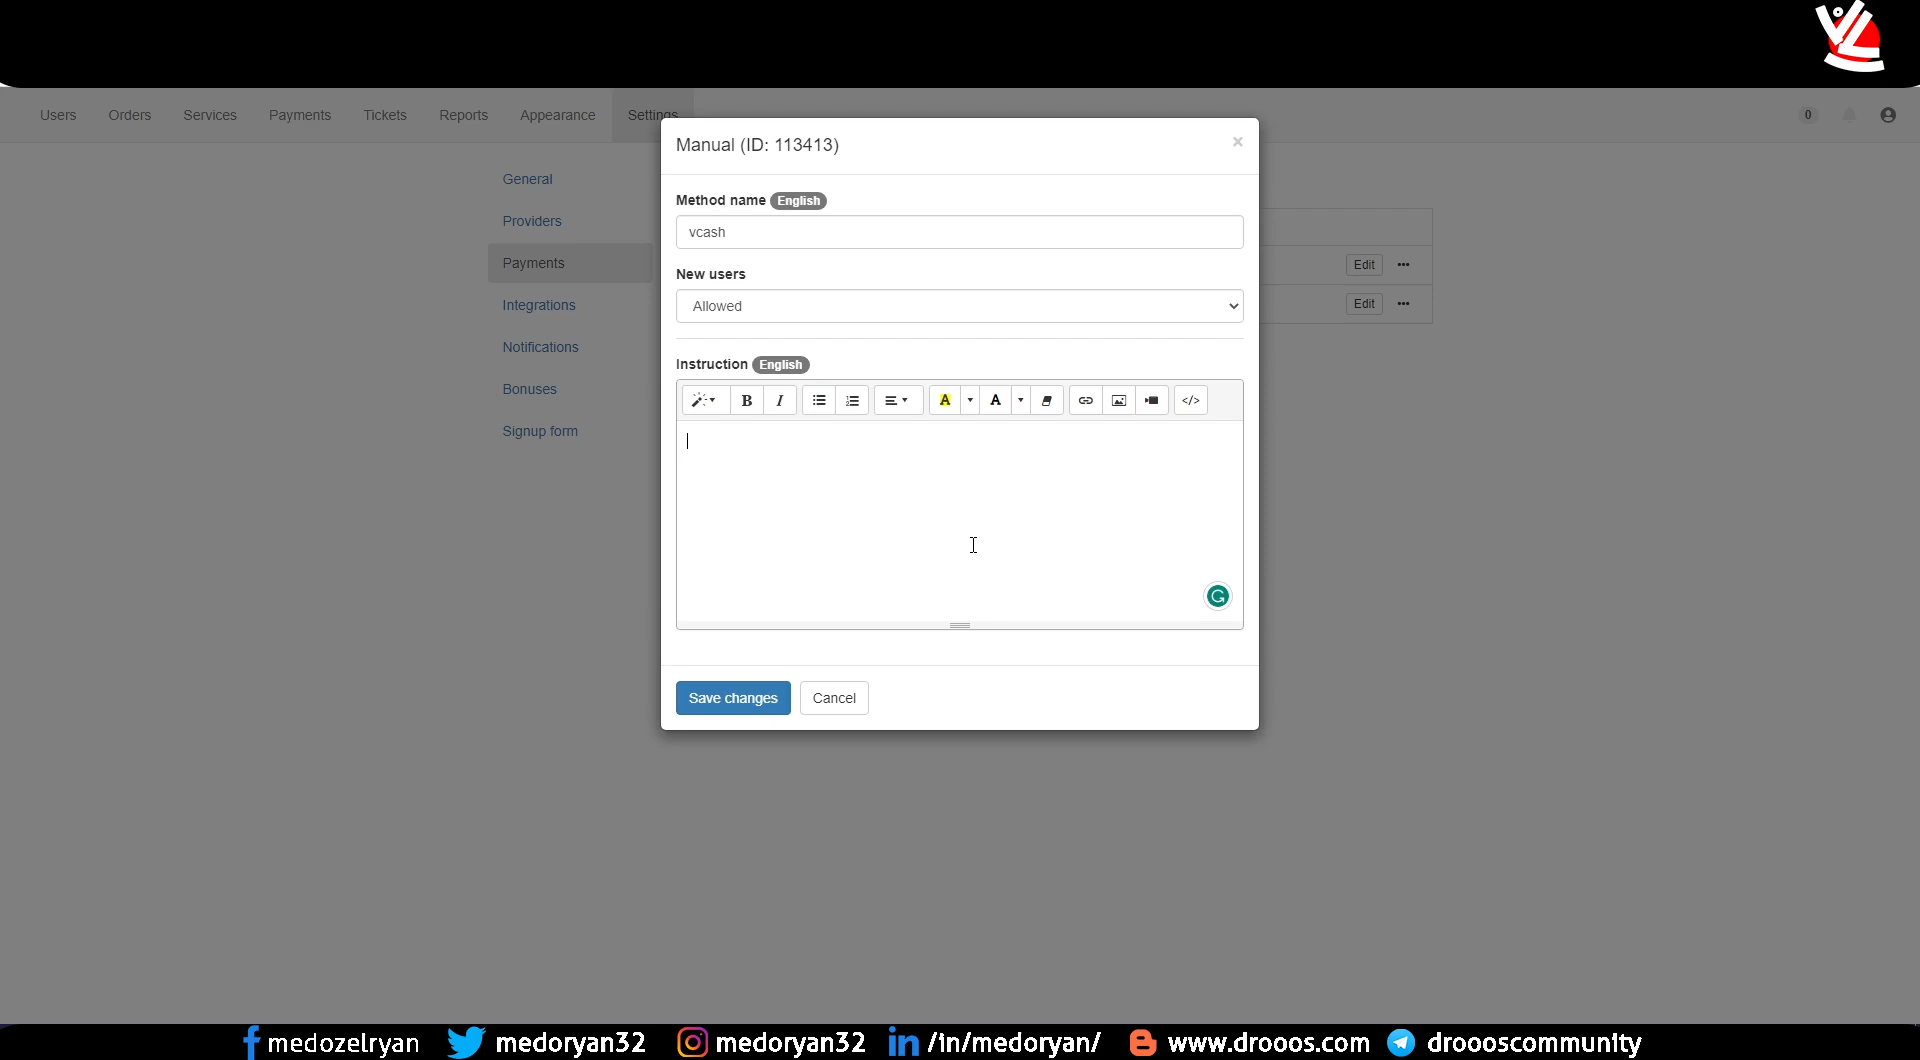 Users Orders Services Payments Tickets Reports Appearance Settings 0
General
Providers
Payments
Integrations
Notifications
Bonuses
Signup form
Manual (ID: 113413) ×
Method name English
vcash
New users
Allowed
Instruction English
B I A A </>
Save changes Cancel
Edit •••
Edit •••
medozelryan medoryan32 medoryan32 /in/medoryan/ www.drooos.com droooscommunity